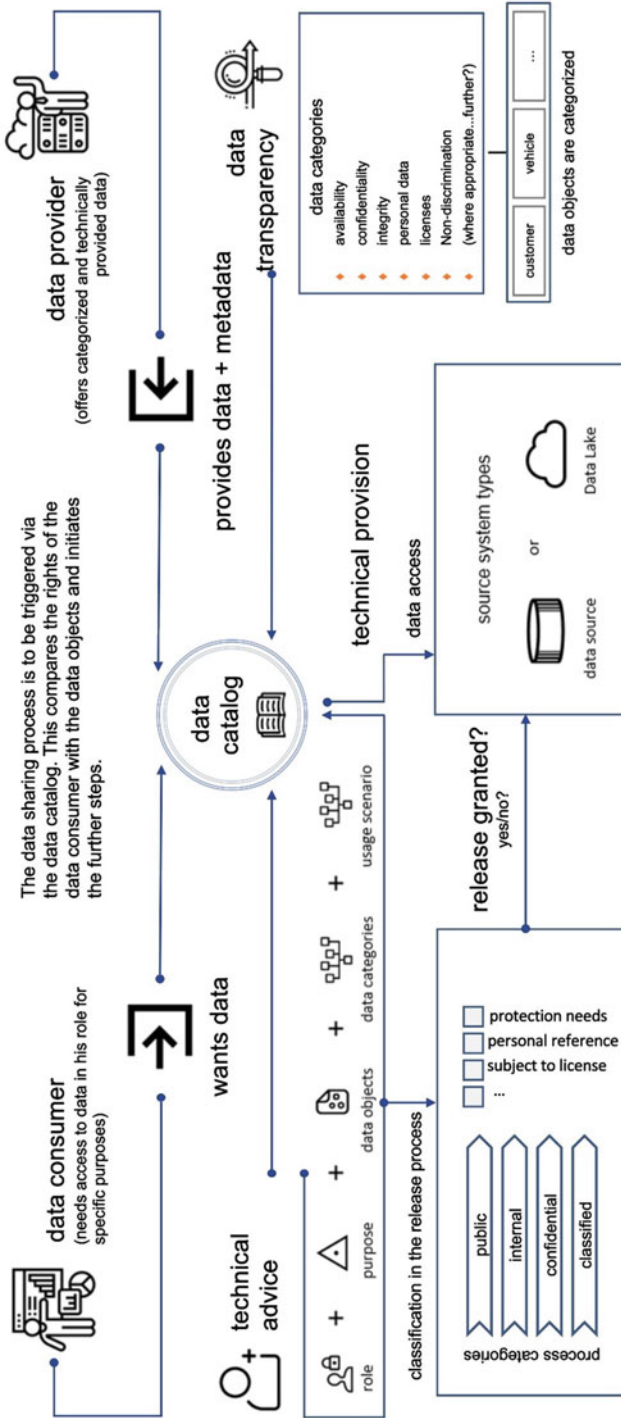 data consumer
(needs access to data in his role for
specific purposes)
The data sharing process is to be triggered via
the data catalog. This compares the rights of the
data consumer with the data objects and initiates
the further steps.
data provider
(offers categorized and technically
provided data)
wants data
provides data + metadata
technical
advice
data
catalog
data
transparency
role
+
purpose
+
data objects
+
data categories
+
usage scenario
data categories
availability
confidentiality
integrity
personal data
licenses
Non-discrimination
(where appropriate...further?)
customer
vehicle
...
data objects are categorized
classification in the release process
technical provision
data access
process categories
public
internal
confidential
classified
protection needs
personal reference
subject to license
...
release granted?
yes/no?
source system types
data source
or
Data Lake